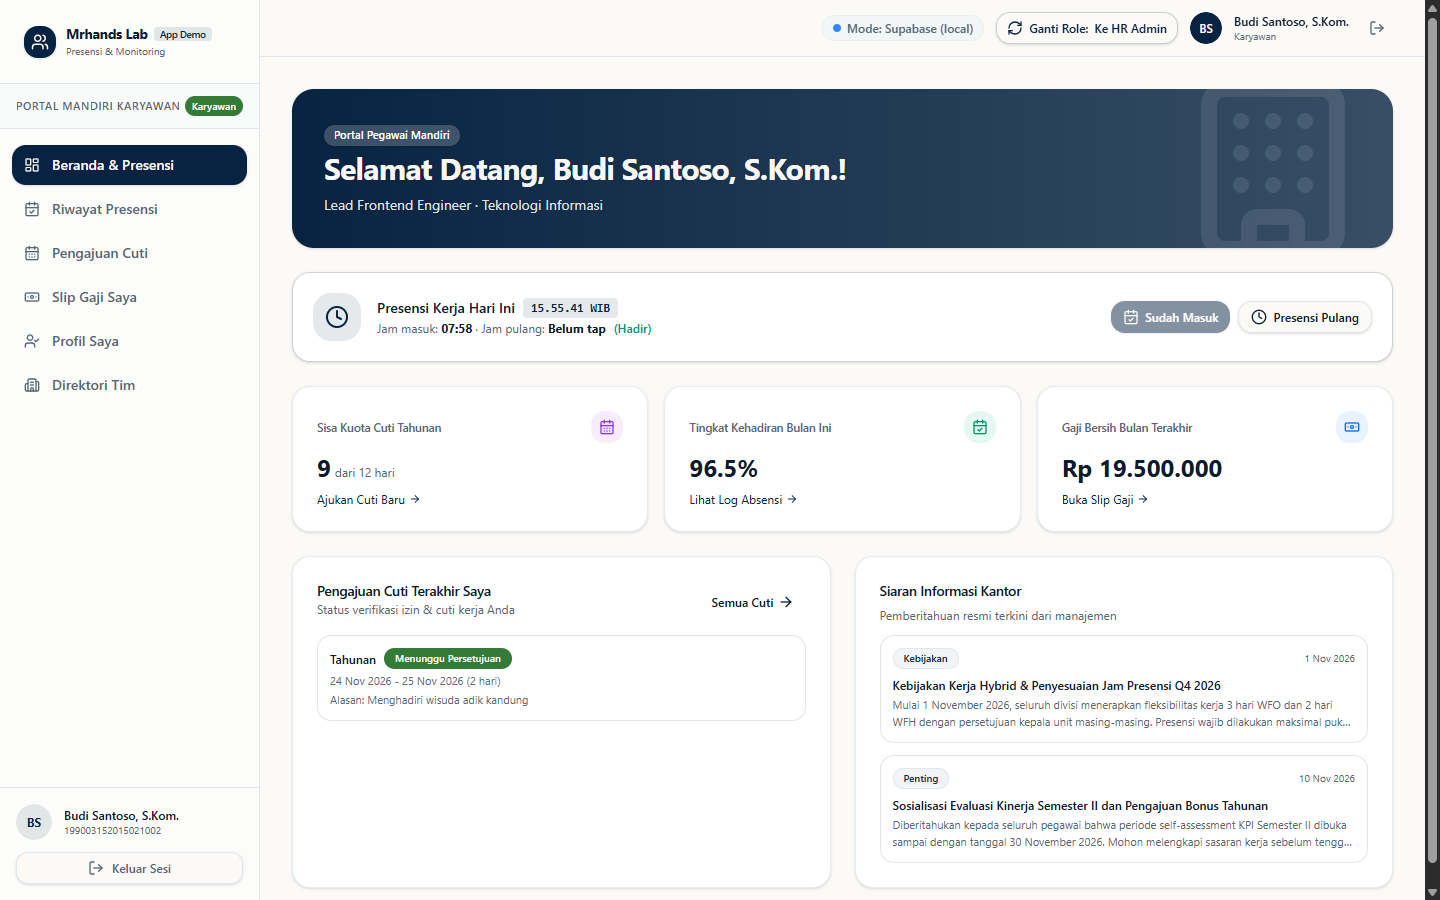 Mrhands Lab App Demo
Presensi & Monitoring
PORTAL MANDIRI KARYAWAN Karyawan
Beranda & Presensi
Riwayat Presensi
Pengajuan Cuti
Slip Gaji Saya
Profil Saya
Direktori Tim
BS
Budi Santoso, S.Kom.
199003152015021002
Keluar Sesi
Mode: Supabase (local)
Ganti Role: Ke HR Admin
BS
Budi Santoso, S.Kom.
Karyawan
Portal Pegawai Mandiri
Selamat Datang, Budi Santoso, S.Kom.!
Lead Frontend Engineer · Teknologi Informasi
Presensi Kerja Hari Ini 15.55.41 WIB
Jam masuk: 07:58 · Jam pulang: Belum tap (Hadir)
Sudah Masuk
Presensi Pulang
Sisa Kuota Cuti Tahunan
9 dari 12 hari
Ajukan Cuti Baru →
Tingkat Kehadiran Bulan Ini
96.5%
Lihat Log Absensi →
Gaji Bersih Bulan Terakhir
Rp 19.500.000
Buka Slip Gaji →
Pengajuan Cuti Terakhir Saya
Status verifikasi izin & cuti kerja Anda
Semua Cuti →
Tahunan Menunggu Persetujuan
24 Nov 2026 - 25 Nov 2026 (2 hari)
Alasan: Menghadiri wisuda adik kandung
Siaran Informasi Kantor
Pemberitahuan resmi terkini dari manajemen
Kebijakan 1 Nov 2026
Kebijakan Kerja Hybrid & Penyesuaian Jam Presensi Q4 2026
Mulai 1 November 2026, seluruh divisi menerapkan fleksibilitas kerja 3 hari WFO dan 2 hari
WFH dengan persetujuan kepala unit masing-masing. Presensi wajib dilakukan maksimal puk...
Penting 10 Nov 2026
Sosialisasi Evaluasi Kinerja Semester II dan Pengajuan Bonus Tahunan
Diberitahukan kepada seluruh pegawai bahwa periode self-assessment KPI Semester II dibuka
sampai dengan tanggal 30 November 2026. Mohon melengkapi sasaran kerja sebelum tengg...